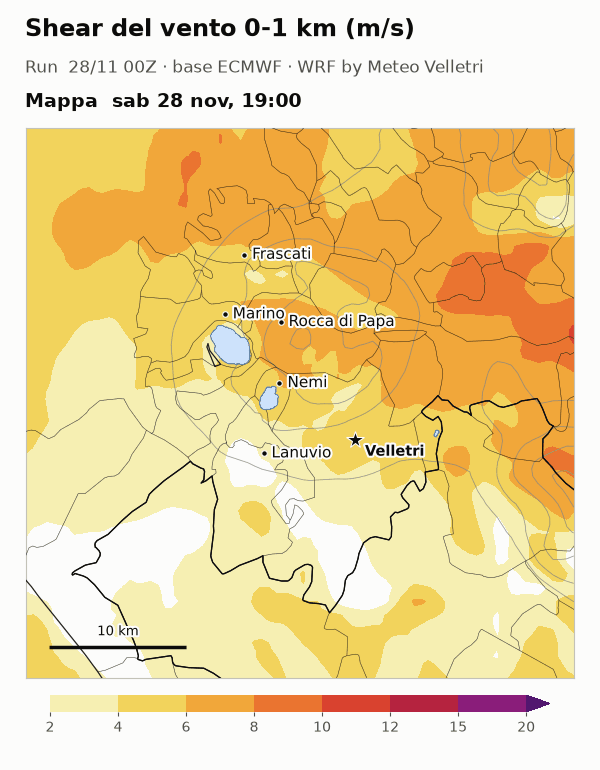 Shear del vento 0-1 km (m/s)
Run  28/11 00Z · base ECMWF · WRF by Meteo Velletri
Mappa  sab 28 nov, 19:00
Frascati
Marino
Rocca di Papa
Nemi
Velletri
Lanuvio
10 km
2 4 6 8 10 12 15 20